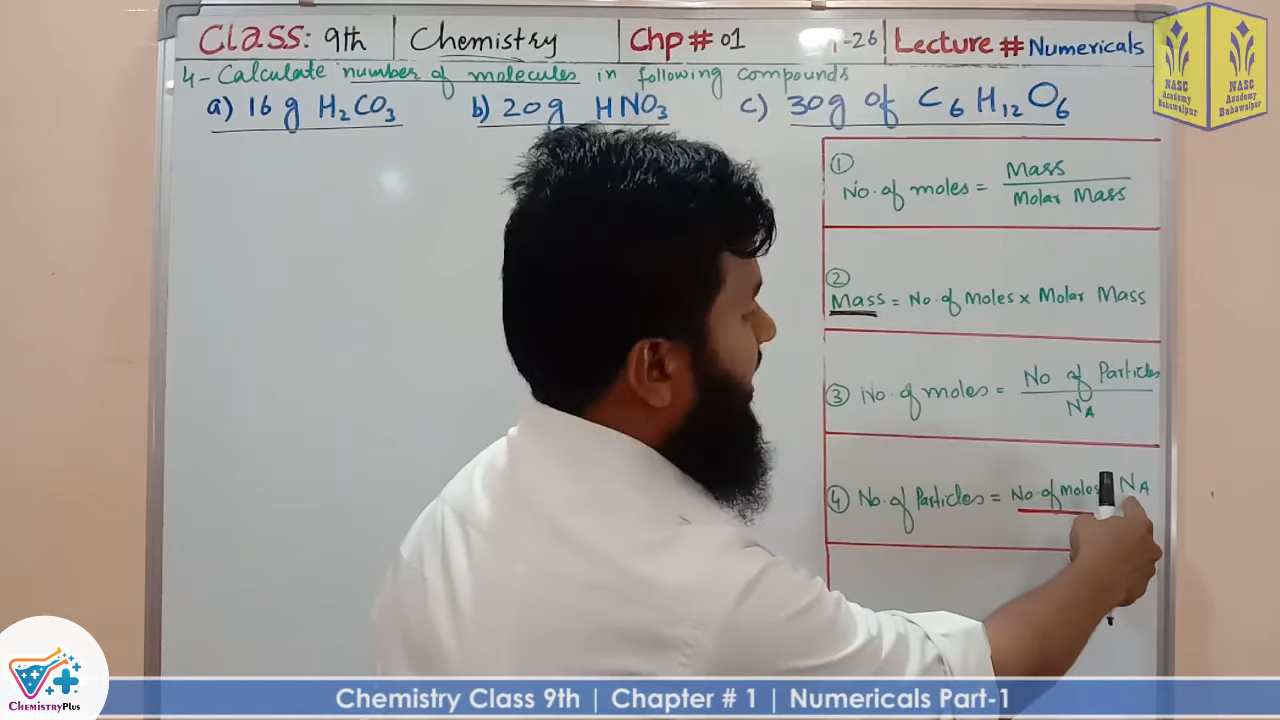 Class: 9th | Chemistry | Chp # 01 1-26 | Lecture # Numericals
4- Calculate number of molecules in following compounds
a) 16 g H₂CO₃ b) 20g HNO₃ c) 30g of C₆H₁₂O₆
① No. of moles = Mass / Molar Mass
② Mass = No. of Moles x Molar Mass
③ No. of moles = No of Particles / NA
④ No. of Particles = No. of moles NA
NASC Academy Bahawalpur
NASC Academy Bahawalpur
ChemistryPlus
Chemistry Class 9th | Chapter # 1 | Numericals Part-1